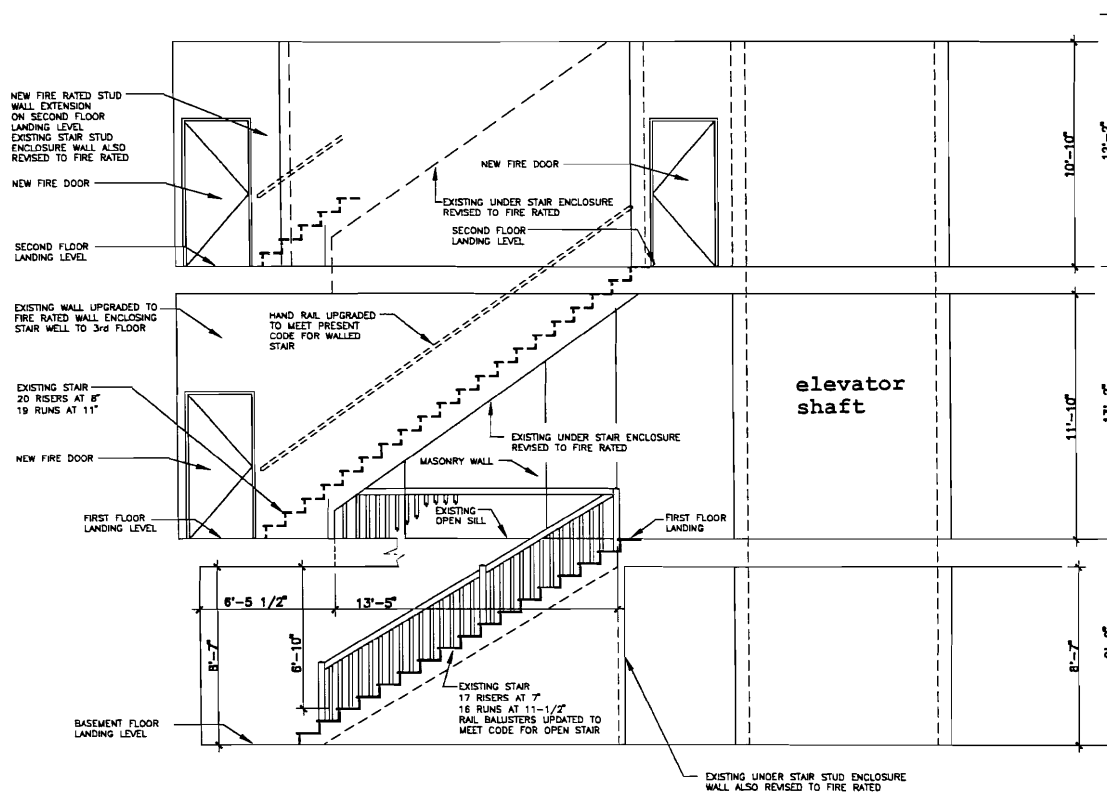 NEW FIRE RATED STUD
WALL EXTENSION
ON SECOND FLOOR
LANDING LEVEL
EXISTING STAIR STUD
ENCLOSURE WALL ALSO
REVISED TO FIRE RATED
NEW FIRE DOOR
SECOND FLOOR
LANDING LEVEL
NEW FIRE DOOR
EXISTING UNDER STAIR ENCLOSURE
REVISED TO FIRE RATED
SECOND FLOOR
LANDING LEVEL
10'-10"
EXISTING WALL UPGRADED TO
FIRE RATED WALL ENCLOSING
STAIR WELL TO 3rd FLOOR
HAND RAIL UPGRADED
TO MEET PRESENT
CODE FOR WALLED
STAIR
EXISTING STAIR
20 RISERS AT 8"
19 RUNS AT 11"
NEW FIRE DOOR
FIRST FLOOR
LANDING LEVEL
EXISTING UNDER STAIR ENCLOSURE
REVISED TO FIRE RATED
MASONRY WALL
EXISTING
OPEN SILL
FIRST FLOOR
LANDING
elevator
shaft
11'-10"
6'-5 1/2"
13'-5"
8'-7"
6'-10"
EXISTING STAIR
17 RISERS AT 7"
16 RUNS AT 11-1/2"
RAIL BALUSTERS UPDATED TO
MEET CODE FOR OPEN STAIR
BASEMENT FLOOR
LANDING LEVEL
8'-7"
EXISTING UNDER STAIR STUD ENCLOSURE
WALL ALSO REVISED TO FIRE RATED